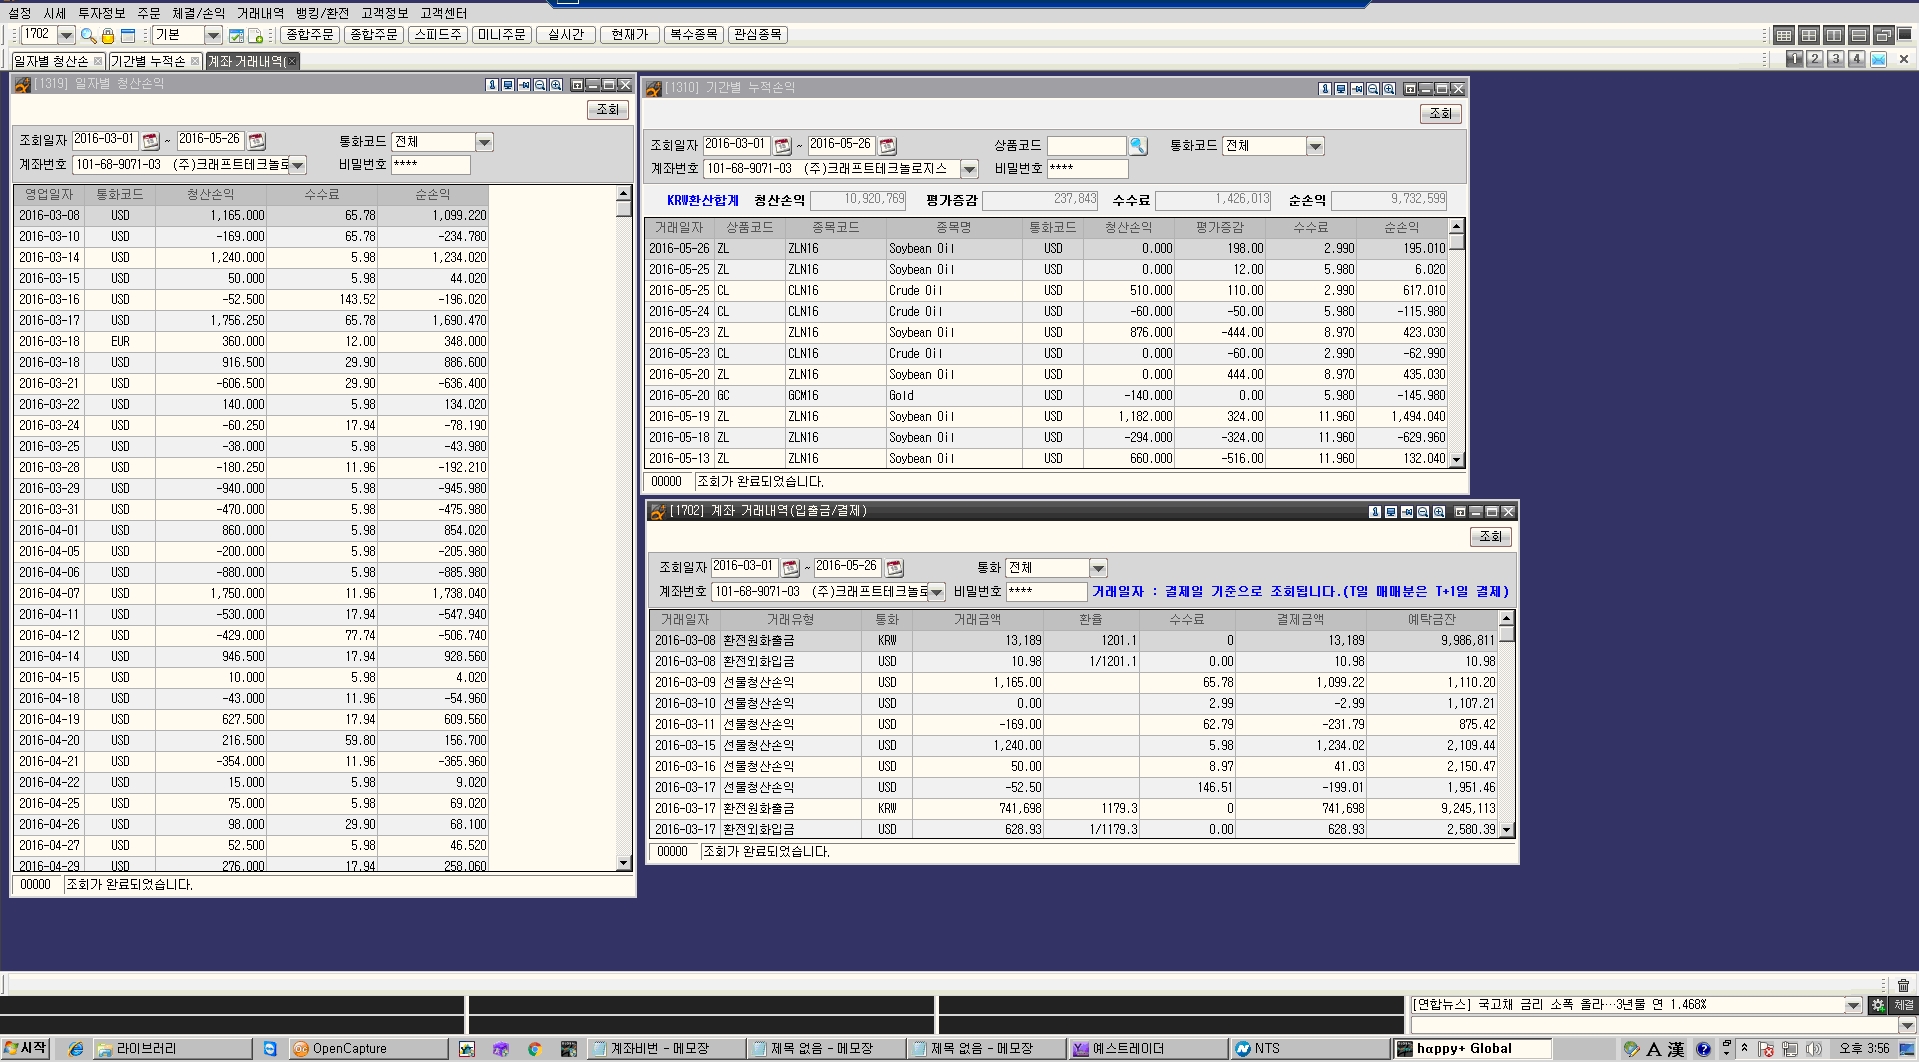 설정 시세 투자정보 주문 체결/손익 거래내역 뱅킹/환전 고객정보 고객센터
1702 기본 종합주문 종합주문 스피드주 미니주문 실시간 현재가 복수종목 관심종목
일자별 청산손 기간별 누적손 계좌 거래내역( 1 2 3 4
[1319] 일자별 청산손익
조회
조회일자 2016-03-01 ~ 2016-05-26 통화코드 전체
계좌번호 101-68-9071-03 (주)크래프트테크놀로 비밀번호 ****
영업일자 통화코드 청산손익 수수료 순손익
2016-03-08 USD 1,165.000 65.78 1,099.220
2016-03-10 USD -169.000 65.78 -234.780
2016-03-14 USD 1,240.000 5.98 1,234.020
2016-03-15 USD 50.000 5.98 44.020
2016-03-16 USD -52.500 143.52 -196.020
2016-03-17 USD 1,756.250 65.78 1,690.470
2016-03-18 EUR 360.000 12.00 348.000
2016-03-18 USD 916.500 29.90 886.600
2016-03-21 USD -606.500 29.90 -636.400
2016-03-22 USD 140.000 5.98 134.020
2016-03-24 USD -60.250 17.94 -78.190
2016-03-25 USD -38.000 5.98 -43.980
2016-03-28 USD -180.250 11.96 -192.210
2016-03-29 USD -940.000 5.98 -945.980
2016-03-31 USD -470.000 5.98 -475.980
2016-04-01 USD 860.000 5.98 854.020
2016-04-05 USD -200.000 5.98 -205.980
2016-04-06 USD -880.000 5.98 -885.980
2016-04-07 USD 1,750.000 11.96 1,738.040
2016-04-11 USD -530.000 17.94 -547.940
2016-04-12 USD -429.000 77.74 -506.740
2016-04-14 USD 946.500 17.94 928.560
2016-04-15 USD 10.000 5.98 4.020
2016-04-18 USD -43.000 11.96 -54.960
2016-04-19 USD 627.500 17.94 609.560
2016-04-20 USD 216.500 59.80 156.700
2016-04-21 USD -354.000 11.96 -365.960
2016-04-22 USD 15.000 5.98 9.020
2016-04-25 USD 75.000 5.98 69.020
2016-04-26 USD 98.000 29.90 68.100
2016-04-27 USD 52.500 5.98 46.520
2016-04-29 USD 276.000 17.94 258.060
00000 조회가 완료되었습니다.
[1310] 기간별 누적손익
조회
조회일자 2016-03-01 ~ 2016-05-26 상품코드 통화코드 전체
계좌번호 101-68-9071-03 (주)크래프트테크놀로지스 비밀번호 ****
KRW환산합계 청산손익 10,920,769 평가증감 237,843 수수료 1,426,013 순손익 9,732,599
거래일자 상품코드 종목코드 종목명 통화코드 청산손익 평가증감 수수료 순손익
2016-05-26 ZL ZLN16 Soybean Oil USD 0.000 198.00 2.990 195.010
2016-05-25 ZL ZLN16 Soybean Oil USD 0.000 12.00 5.980 6.020
2016-05-25 CL CLN16 Crude Oil USD 510.000 110.00 2.990 617.010
2016-05-24 CL CLN16 Crude Oil USD -60.000 -50.00 5.980 -115.980
2016-05-23 ZL ZLN16 Soybean Oil USD 876.000 -444.00 8.970 423.030
2016-05-23 CL CLN16 Crude Oil USD 0.000 -60.00 2.990 -62.990
2016-05-20 ZL ZLN16 Soybean Oil USD 0.000 444.00 8.970 435.030
2016-05-20 GC GCM16 Gold USD -140.000 0.00 5.980 -145.980
2016-05-19 ZL ZLN16 Soybean Oil USD 1,182.000 324.00 11.960 1,494.040
2016-05-18 ZL ZLN16 Soybean Oil USD -294.000 -324.00 11.960 -629.960
2016-05-13 ZL ZLN16 Soybean Oil USD 660.000 -516.00 11.960 132.040
00000 조회가 완료되었습니다.
[1702] 계좌 거래내역(입출금/결제)
조회
조회일자 2016-03-01 ~ 2016-05-26 통화 전체
계좌번호 101-68-9071-03 (주)크래프트테크놀로 비밀번호 **** 거래일자 : 결제일 기준으로 조회됩니다.(T일 매매분은 T+1일 결제)
거래일자 거래유형 통화 거래금액 환율 수수료 결제금액 예탁금잔
2016-03-08 환전원화출금 KRW 13,189 1201.1 0 13,189 9,986,811
2016-03-08 환전외화입금 USD 10.98 1/1201.1 0.00 10.98 10.98
2016-03-09 선물청산손익 USD 1,165.00 65.78 1,099.22 1,110.20
2016-03-10 선물청산손익 USD 0.00 2.99 -2.99 1,107.21
2016-03-11 선물청산손익 USD -169.00 62.79 -231.79 875.42
2016-03-15 선물청산손익 USD 1,240.00 5.98 1,234.02 2,109.44
2016-03-16 선물청산손익 USD 50.00 8.97 41.03 2,150.47
2016-03-17 선물청산손익 USD -52.50 146.51 -199.01 1,951.46
2016-03-17 환전원화출금 KRW 741,698 1179.3 0 741,698 9,245,113
2016-03-17 환전외화입금 USD 628.93 1/1179.3 0.00 628.93 2,580.39
00000 조회가 완료되었습니다.
[연합뉴스] 국고채 금리 소폭 올라…3년물 연 1.468% 체결
시작 라이브러리 OpenCapture 계좌비번 - 메모장 제목 없음 - 메모장 제목 없음 - 메모장 예스트레이더 NTS happy+ Global A 漢 오후 3:56